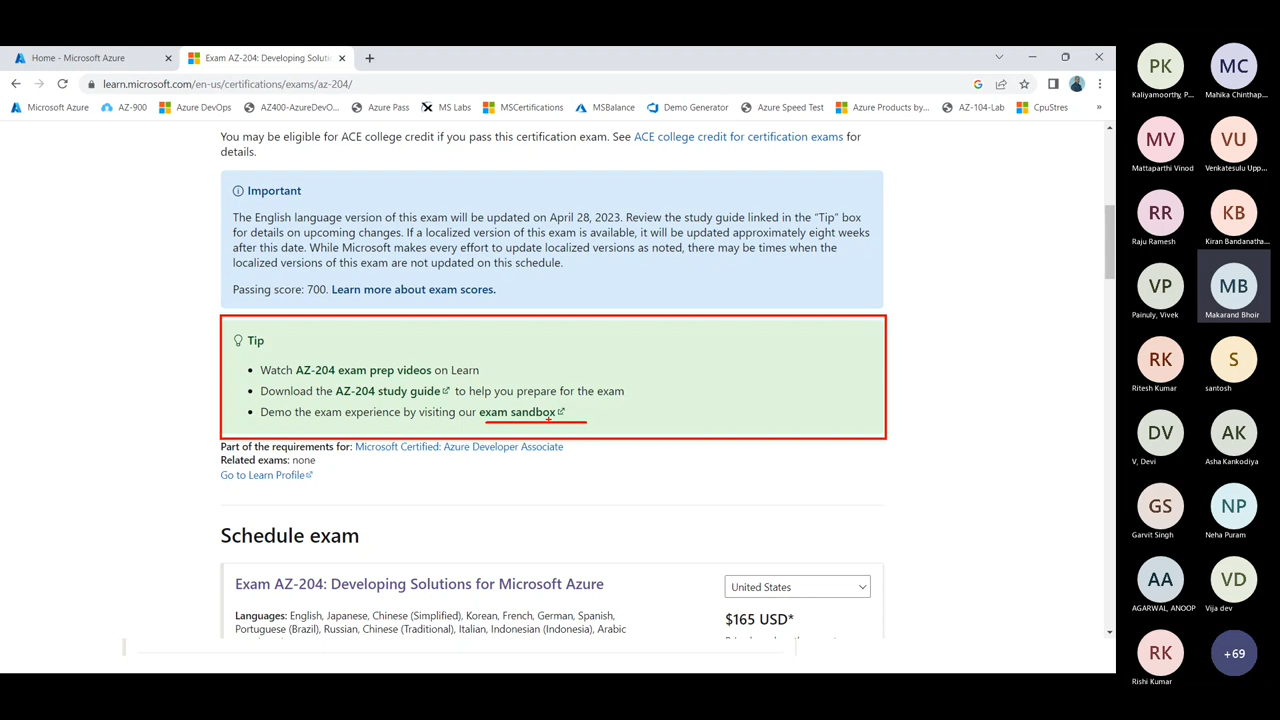 Home - Microsoft Azure
Exam AZ-204: Developing Soluti
learn.microsoft.com/en-us/certifications/exams/az-204/
Microsoft Azure
AZ-900
Azure DevOps
AZ400-AzureDevO...
Azure Pass
MS Labs
MSCertifications
MSBalance
Demo Generator
Azure Speed Test
Azure Products by...
AZ-104-Lab
CpuStres
»
You may be eligible for ACE college credit if you pass this certification exam. See ACE college credit for certification exams for
details.
Important
The English language version of this exam will be updated on April 28, 2023. Review the study guide linked in the “Tip” box
for details on upcoming changes. If a localized version of this exam is available, it will be updated approximately eight weeks
after this date. While Microsoft makes every effort to update localized versions as noted, there may be times when the
localized versions of this exam are not updated on this schedule.
Passing score: 700. Learn more about exam scores.
Tip
• Watch AZ-204 exam prep videos on Learn
• Download the AZ-204 study guide to help you prepare for the exam
• Demo the exam experience by visiting our exam sandbox
Part of the requirements for: Microsoft Certified: Azure Developer Associate
Related exams: none
Go to Learn Profile
Schedule exam
Exam AZ-204: Developing Solutions for Microsoft Azure
United States
Languages: English, Japanese, Chinese (Simplified), Korean, French, German, Spanish,
Portuguese (Brazil), Russian, Chinese (Traditional), Italian, Indonesian (Indonesia), Arabic
$165 USD*
PK
Kaliyamoorthy, P...
MC
Mahika Chinthap...
MV
Mattaparthi Vinod
VU
Venkatesulu Upp...
RR
Raju Ramesh
KB
Kiran Bandanatha...
VP
Painuly, Vivek
MB
Makarand Bhoir
RK
Ritesh Kumar
S
santosh
DV
V, Devi
AK
Asha Kankodiya
GS
Garvit Singh
NP
Neha Puram
AA
AGARWAL, ANOOP
VD
Vija dev
RK
Rishi Kumar
+69